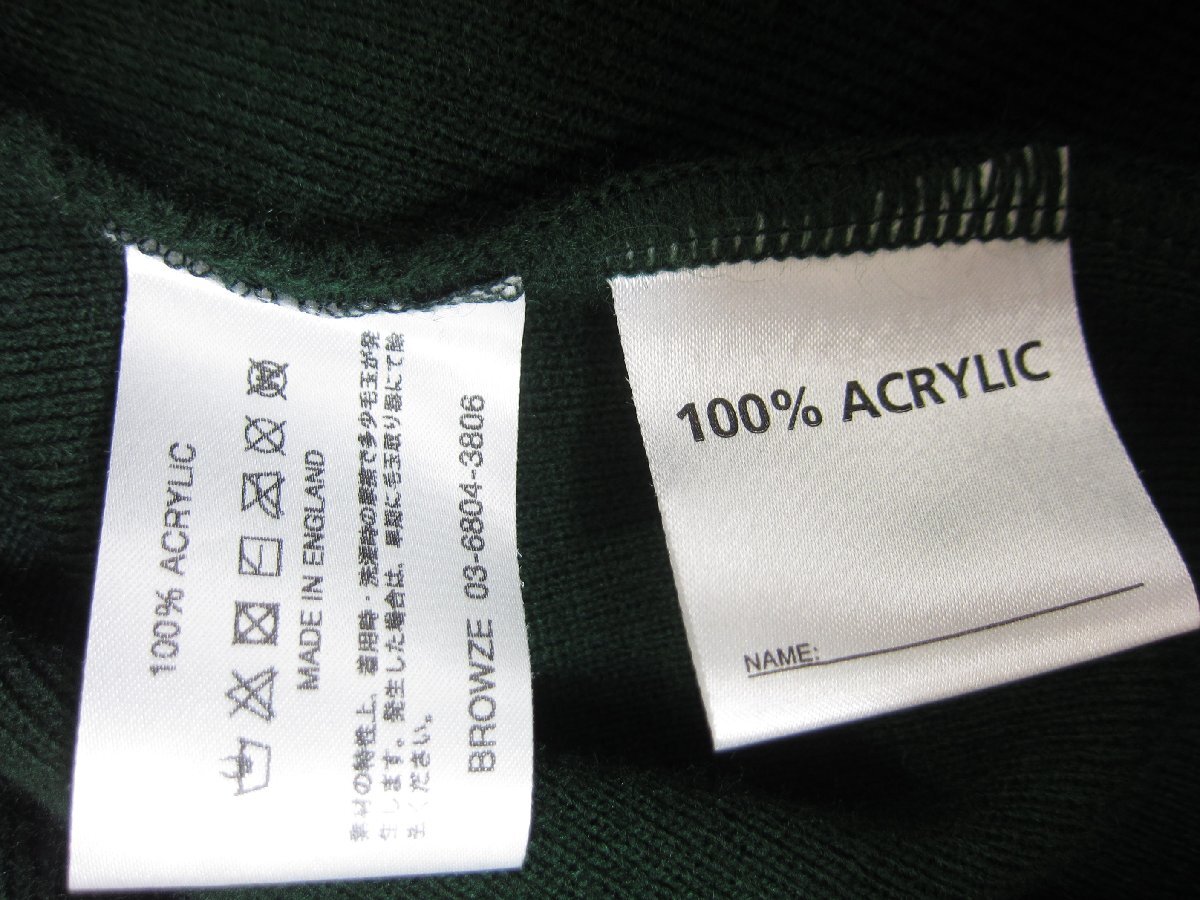 100% ACRYLIC
MADE IN ENGLAND
素材の特性上、着用時・洗濯時の摩擦で多少毛玉が発
生します。発生した場合は、早期に毛玉取り器にて除
去ください。
BROWZE 03-6804-3806
100% ACRYLIC
NAME: